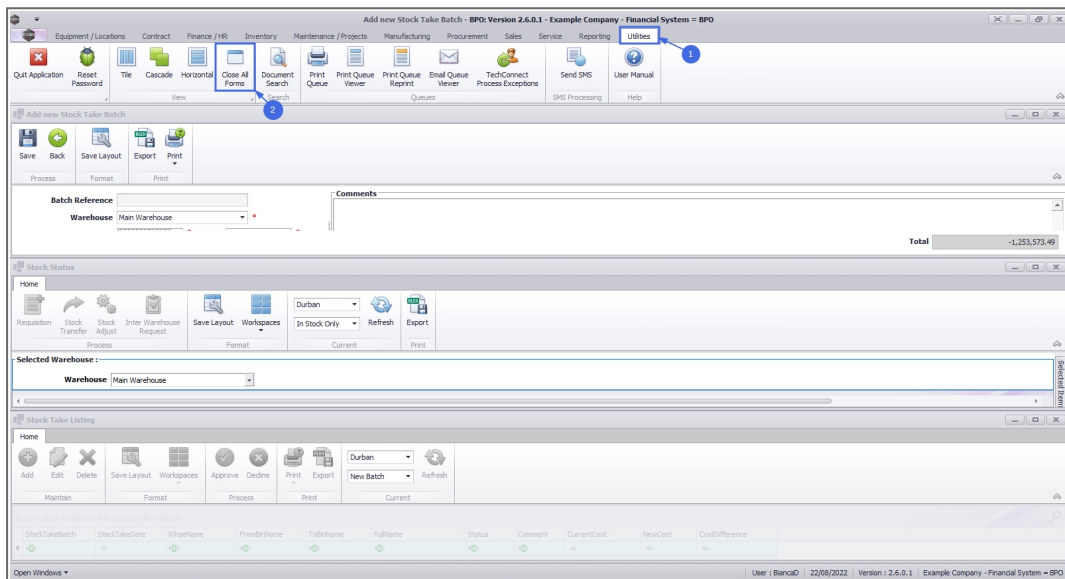 Add new Stock Take Batch - BPO: Version 2.6.0.1 - Example Company - Financial System = BPO
Equipment / Locations Contract Finance / HR Inventory Maintenance / Projects Manufacturing Procurement Sales Service Reporting Utilities
1
Quit Application Reset Password Tile Cascade Horizontal Close All Forms Document Search Print Queue Print Queue Viewer Print Queue Reprint Email Queue Viewer TechConnect Process Exceptions Send SMS User Manual
View Search Queues SMS Processing Help
2
Add new Stock Take Batch
Save Back Save Layout Export Print
Process Format Print
Batch Reference
Comments
Warehouse Main Warehouse *
Total -1,253,573.49
Stock Status
Home
Requisition Stock Transfer Stock Adjust Inter Warehouse Request Save Layout Workspaces Durban In Stock Only Refresh Export
Process Format Current Print
Selected Warehouse :
Warehouse Main Warehouse
Selected Items
Stock Take Listing
Home
Add Edit Delete Save Layout Workspaces Approve Decline Print Export Durban New Batch Refresh
Maintain Format Process Print Current
StockTakeBatch StockTakeDate WhseName FromBinName ToBinName FullName Status Comment CurrentCost NewCost CostDifference
Open Windows User : BiancaD 22/08/2022 Version : 2.6.0.1 Example Company - Financial System = BPO